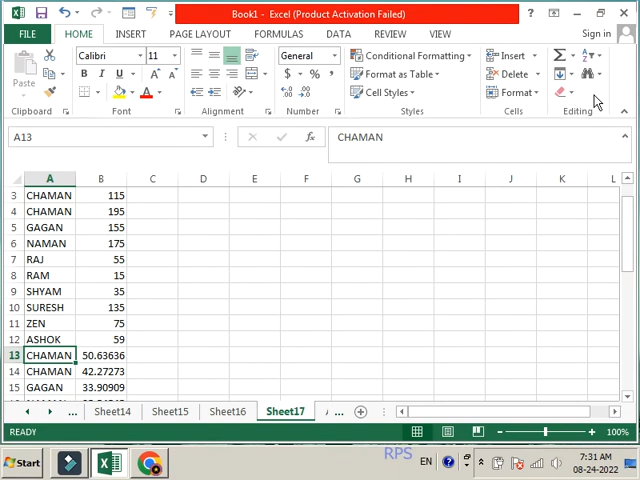 Book1 - Excel (Product Activation Failed)
FILE HOME INSERT PAGE LAYOUT FORMULAS DATA REVIEW VIEW Sign in
Calibri 11 General Conditional Formatting Insert
Paste B I U A A $ % , Format as Table Delete
Cell Styles Format
Clipboard Font Alignment Number Styles Cells Editing
A13 fx CHAMAN
A B C D E F G H I J K L
3 CHAMAN 115
4 CHAMAN 195
5 GAGAN 155
6 NAMAN 175
7 RAJ 55
8 RAM 15
9 SHYAM 35
10 SURESH 135
11 ZEN 75
12 ASHOK 59
13 CHAMAN 50.63636
14 CHAMAN 42.27273
15 GAGAN 33.90909
... Sheet14 Sheet15 Sheet16 Sheet17 ...
READY 100%
Start RPS EN 7:31 AM
08-24-2022